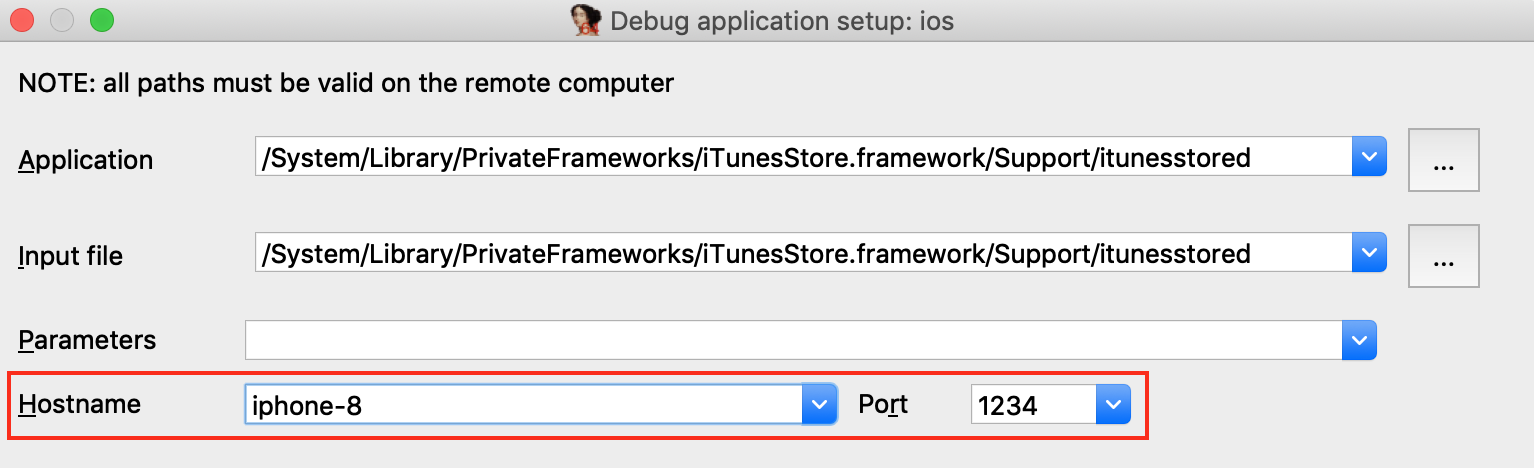 Debug application setup: ios
NOTE: all paths must be valid on the remote computer
Application /System/Library/PrivateFrameworks/iTunesStore.framework/Support/itunesstored ...
Input file /System/Library/PrivateFrameworks/iTunesStore.framework/Support/itunesstored ...
Parameters
Hostname iphone-8 Port 1234